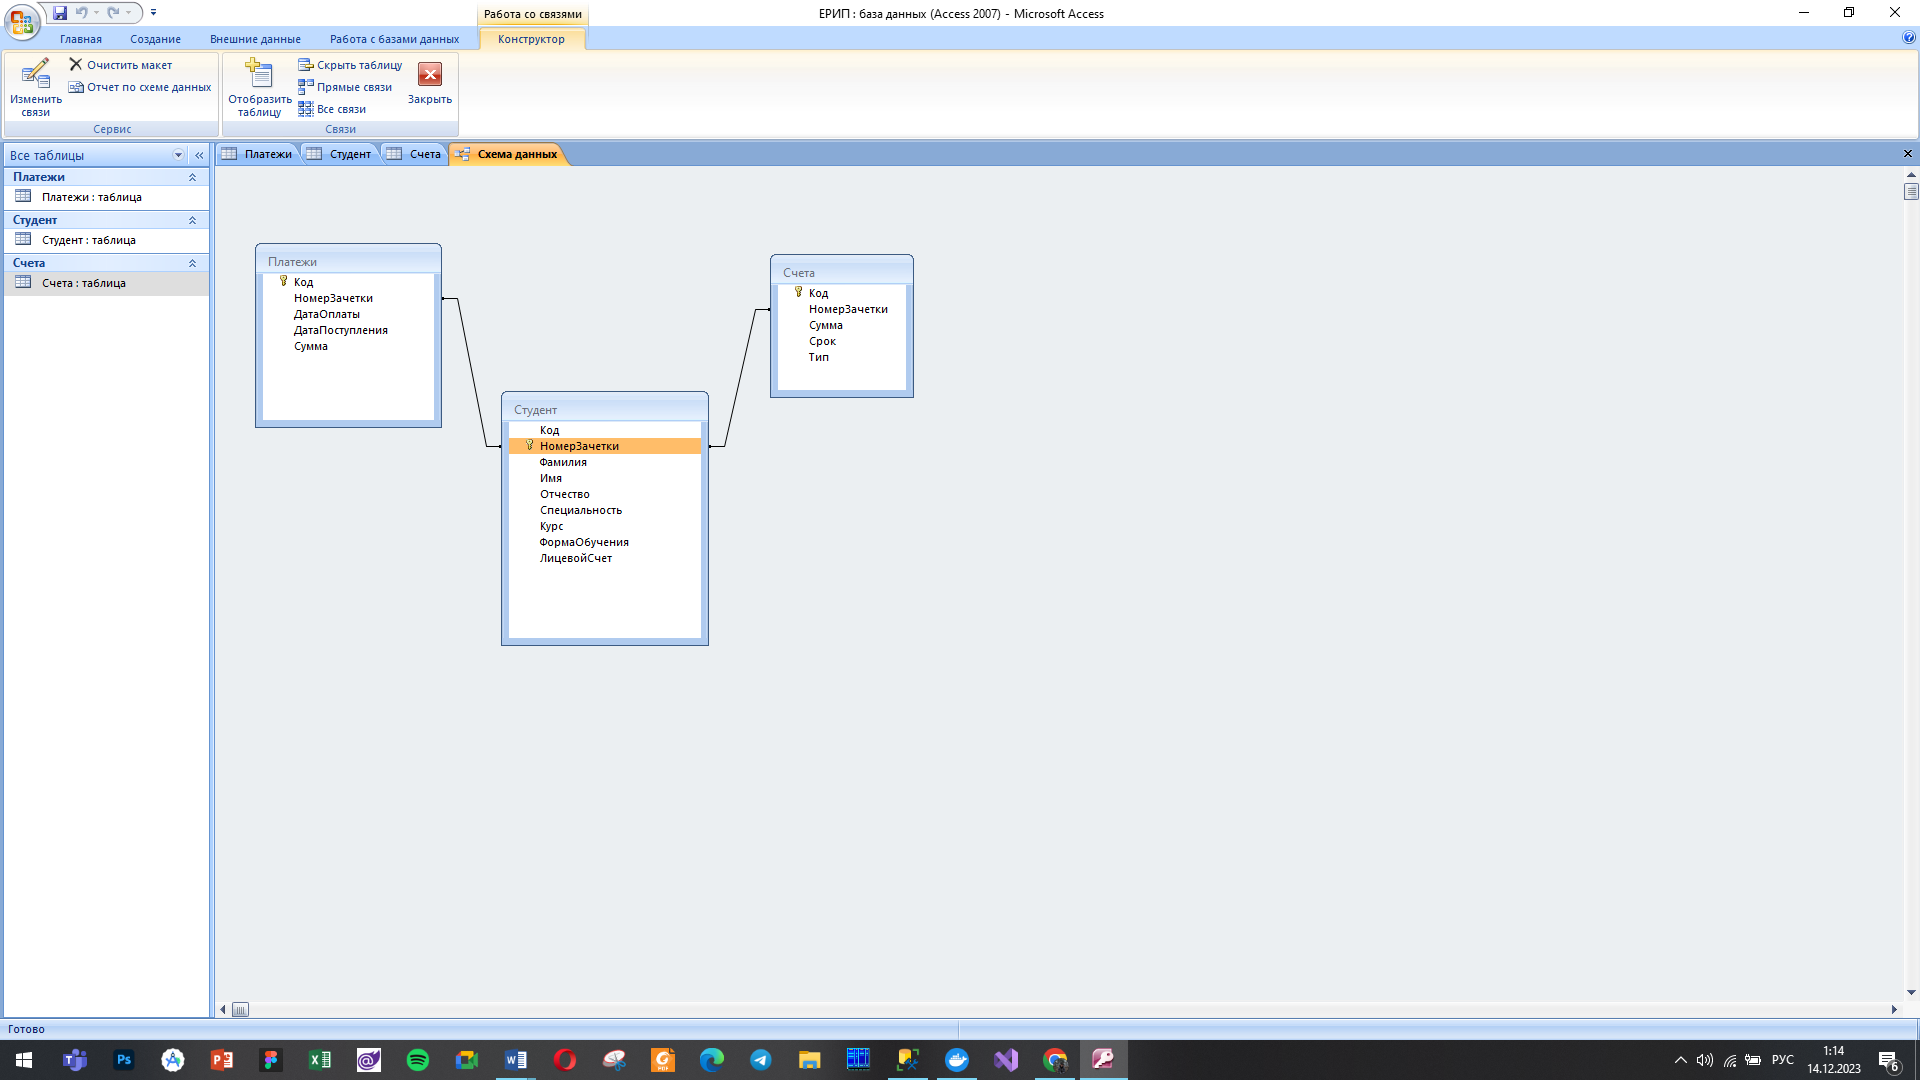 Работа со связями
ЕРИП : база данных (Access 2007) - Microsoft Access
Главная
Создание
Внешние данные
Работа с базами данных
Конструктор
Изменить связи
Очистить макет
Отчет по схеме данных
Сервис
Отобразить таблицу
Скрыть таблицу
Прямые связи
Все связи
Закрыть
Связи
Все таблицы
Платежи
Платежи : таблица
Студент
Студент : таблица
Счета
Счета : таблица
Платежи
Студент
Счета
Схема данных
Платежи
Код
НомерЗачетки
ДатаОплаты
ДатаПоступления
Сумма
Студент
Код
НомерЗачетки
Фамилия
Имя
Отчество
Специальность
Курс
ФормаОбучения
ЛицевойСчет
Счета
Код
НомерЗачетки
Сумма
Срок
Тип
Готово
Ps
РУС
1:14
14.12.2023
6